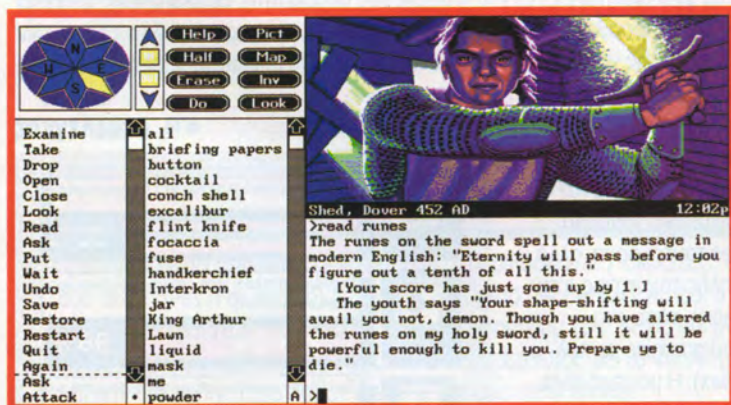 N
W E
S
Help Pict
Half Map
Erase Inv
Do Look
Examine
Take
Drop
Open
Close
Look
Read
Ask
Put
Wait
Undo
Save
Restore
Restart
Quit
Again
Ask
Attack
all
briefing papers
button
cocktail
conch shell
excalibur
flint knife
focaccia
fuse
handkerchief
Interkron
jar
King Arthur
Lawn
liquid
mask
me
powder
A
Shed, Dover 452 AD 12:02p
>read runes
The runes on the sword spell out a message in
modern English: "Eternity will pass before you
figure out a tenth of all this."
[Your score has just gone up by 1.]
The youth says "Your shape-shifting will
avail you not, demon. Though you have altered
the runes on my holy sword, still it will be
powerful enough to kill you. Prepare ye to
die."
>